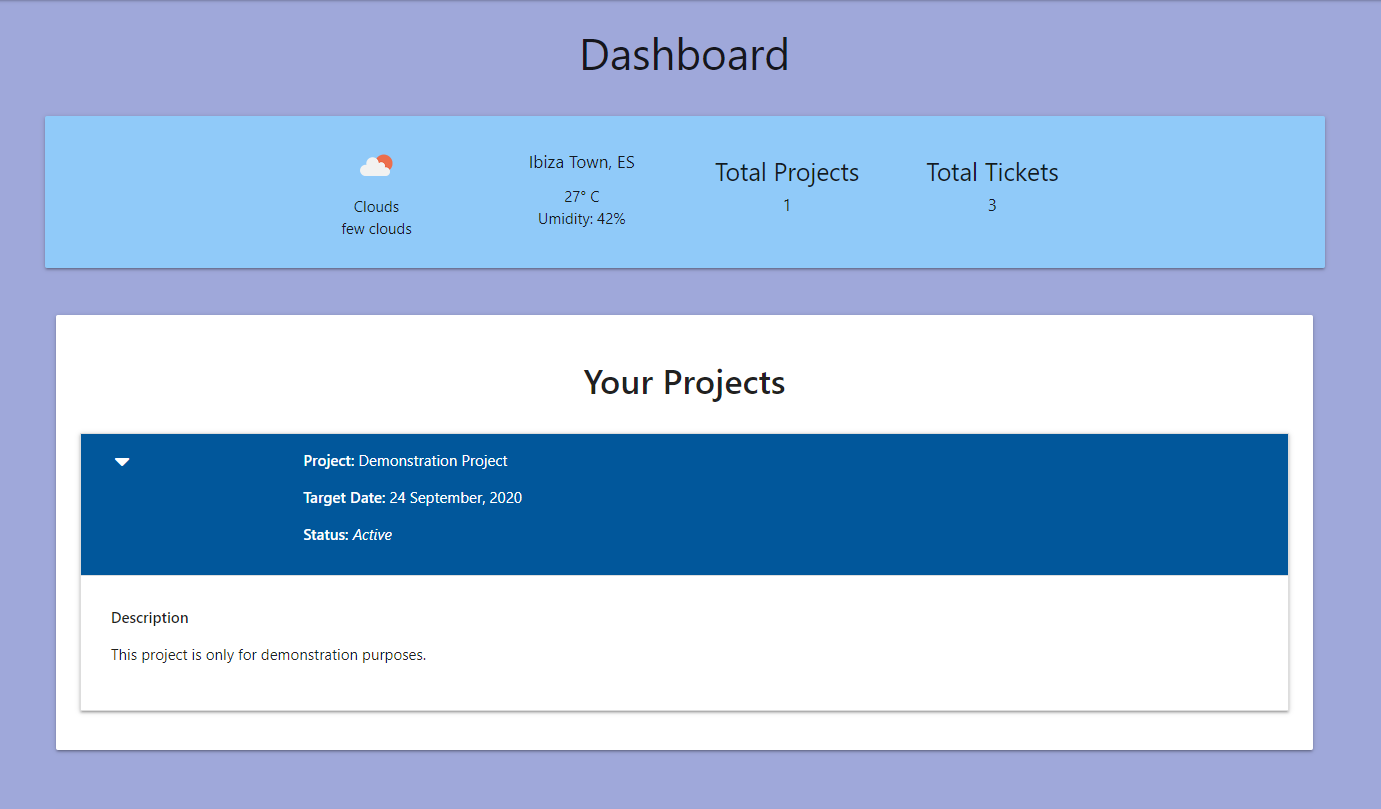 Dashboard
Clouds
few clouds
Ibiza Town, ES
27° C
Umidity: 42%
Total Projects
1
Total Tickets
3
Your Projects
Project: Demonstration Project
Target Date: 24 September, 2020
Status: Active
Description
This project is only for demonstration purposes.